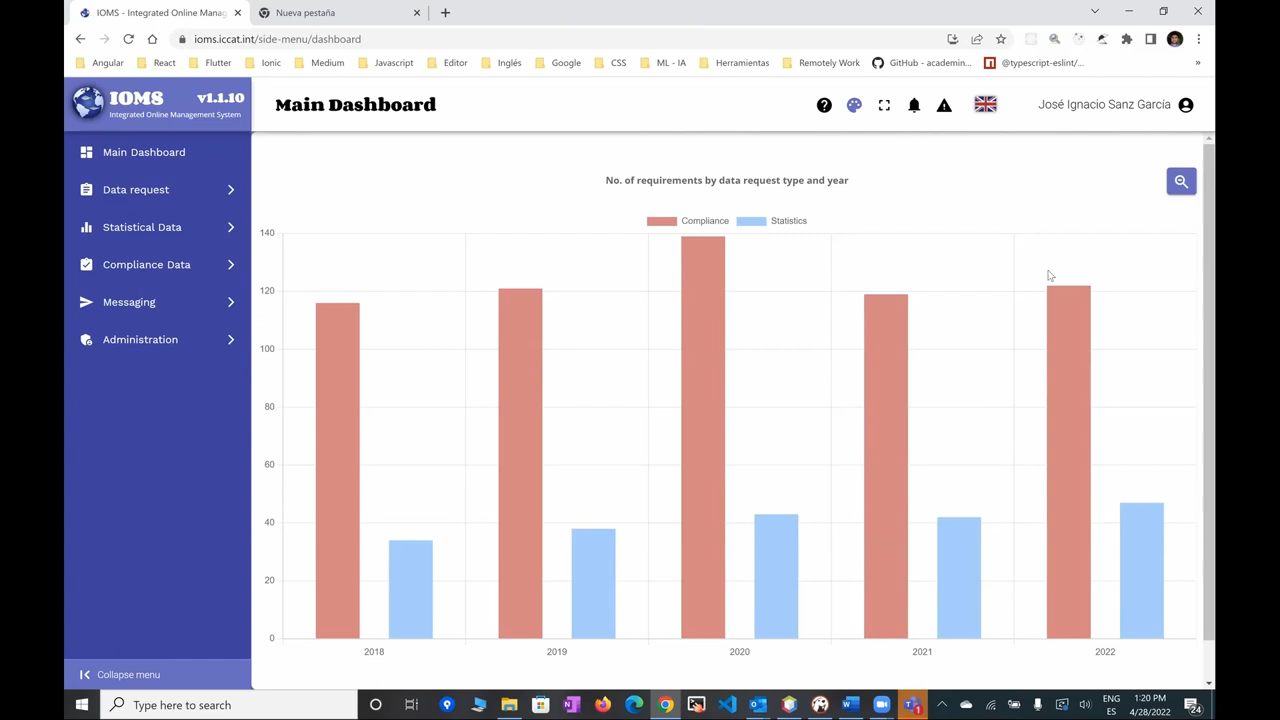 IOMS - Integrated Online Manag
Nueva pestaña
ioms.iccat.int/side-menu/dashboard
Angular
React
Flutter
Ionic
Medium
Javascript
Editor
Inglés
Google
CSS
ML - IA
Herramientas
Remotely Work
GitHub - academin...
@typescript-eslint/...
IOMS v1.1.10
Integrated Online Management System
Main Dashboard
José Ignacio Sanz García
Main Dashboard
Data request
Statistical Data
Compliance Data
Messaging
Administration
Collapse menu
No. of requirements by data request type and year
Compliance
Statistics
140
120
100
80
60
40
20
0
2018
2019
2020
2021
2022
Type here to search
ENG
ES
1:20 PM
4/28/2022
24
1